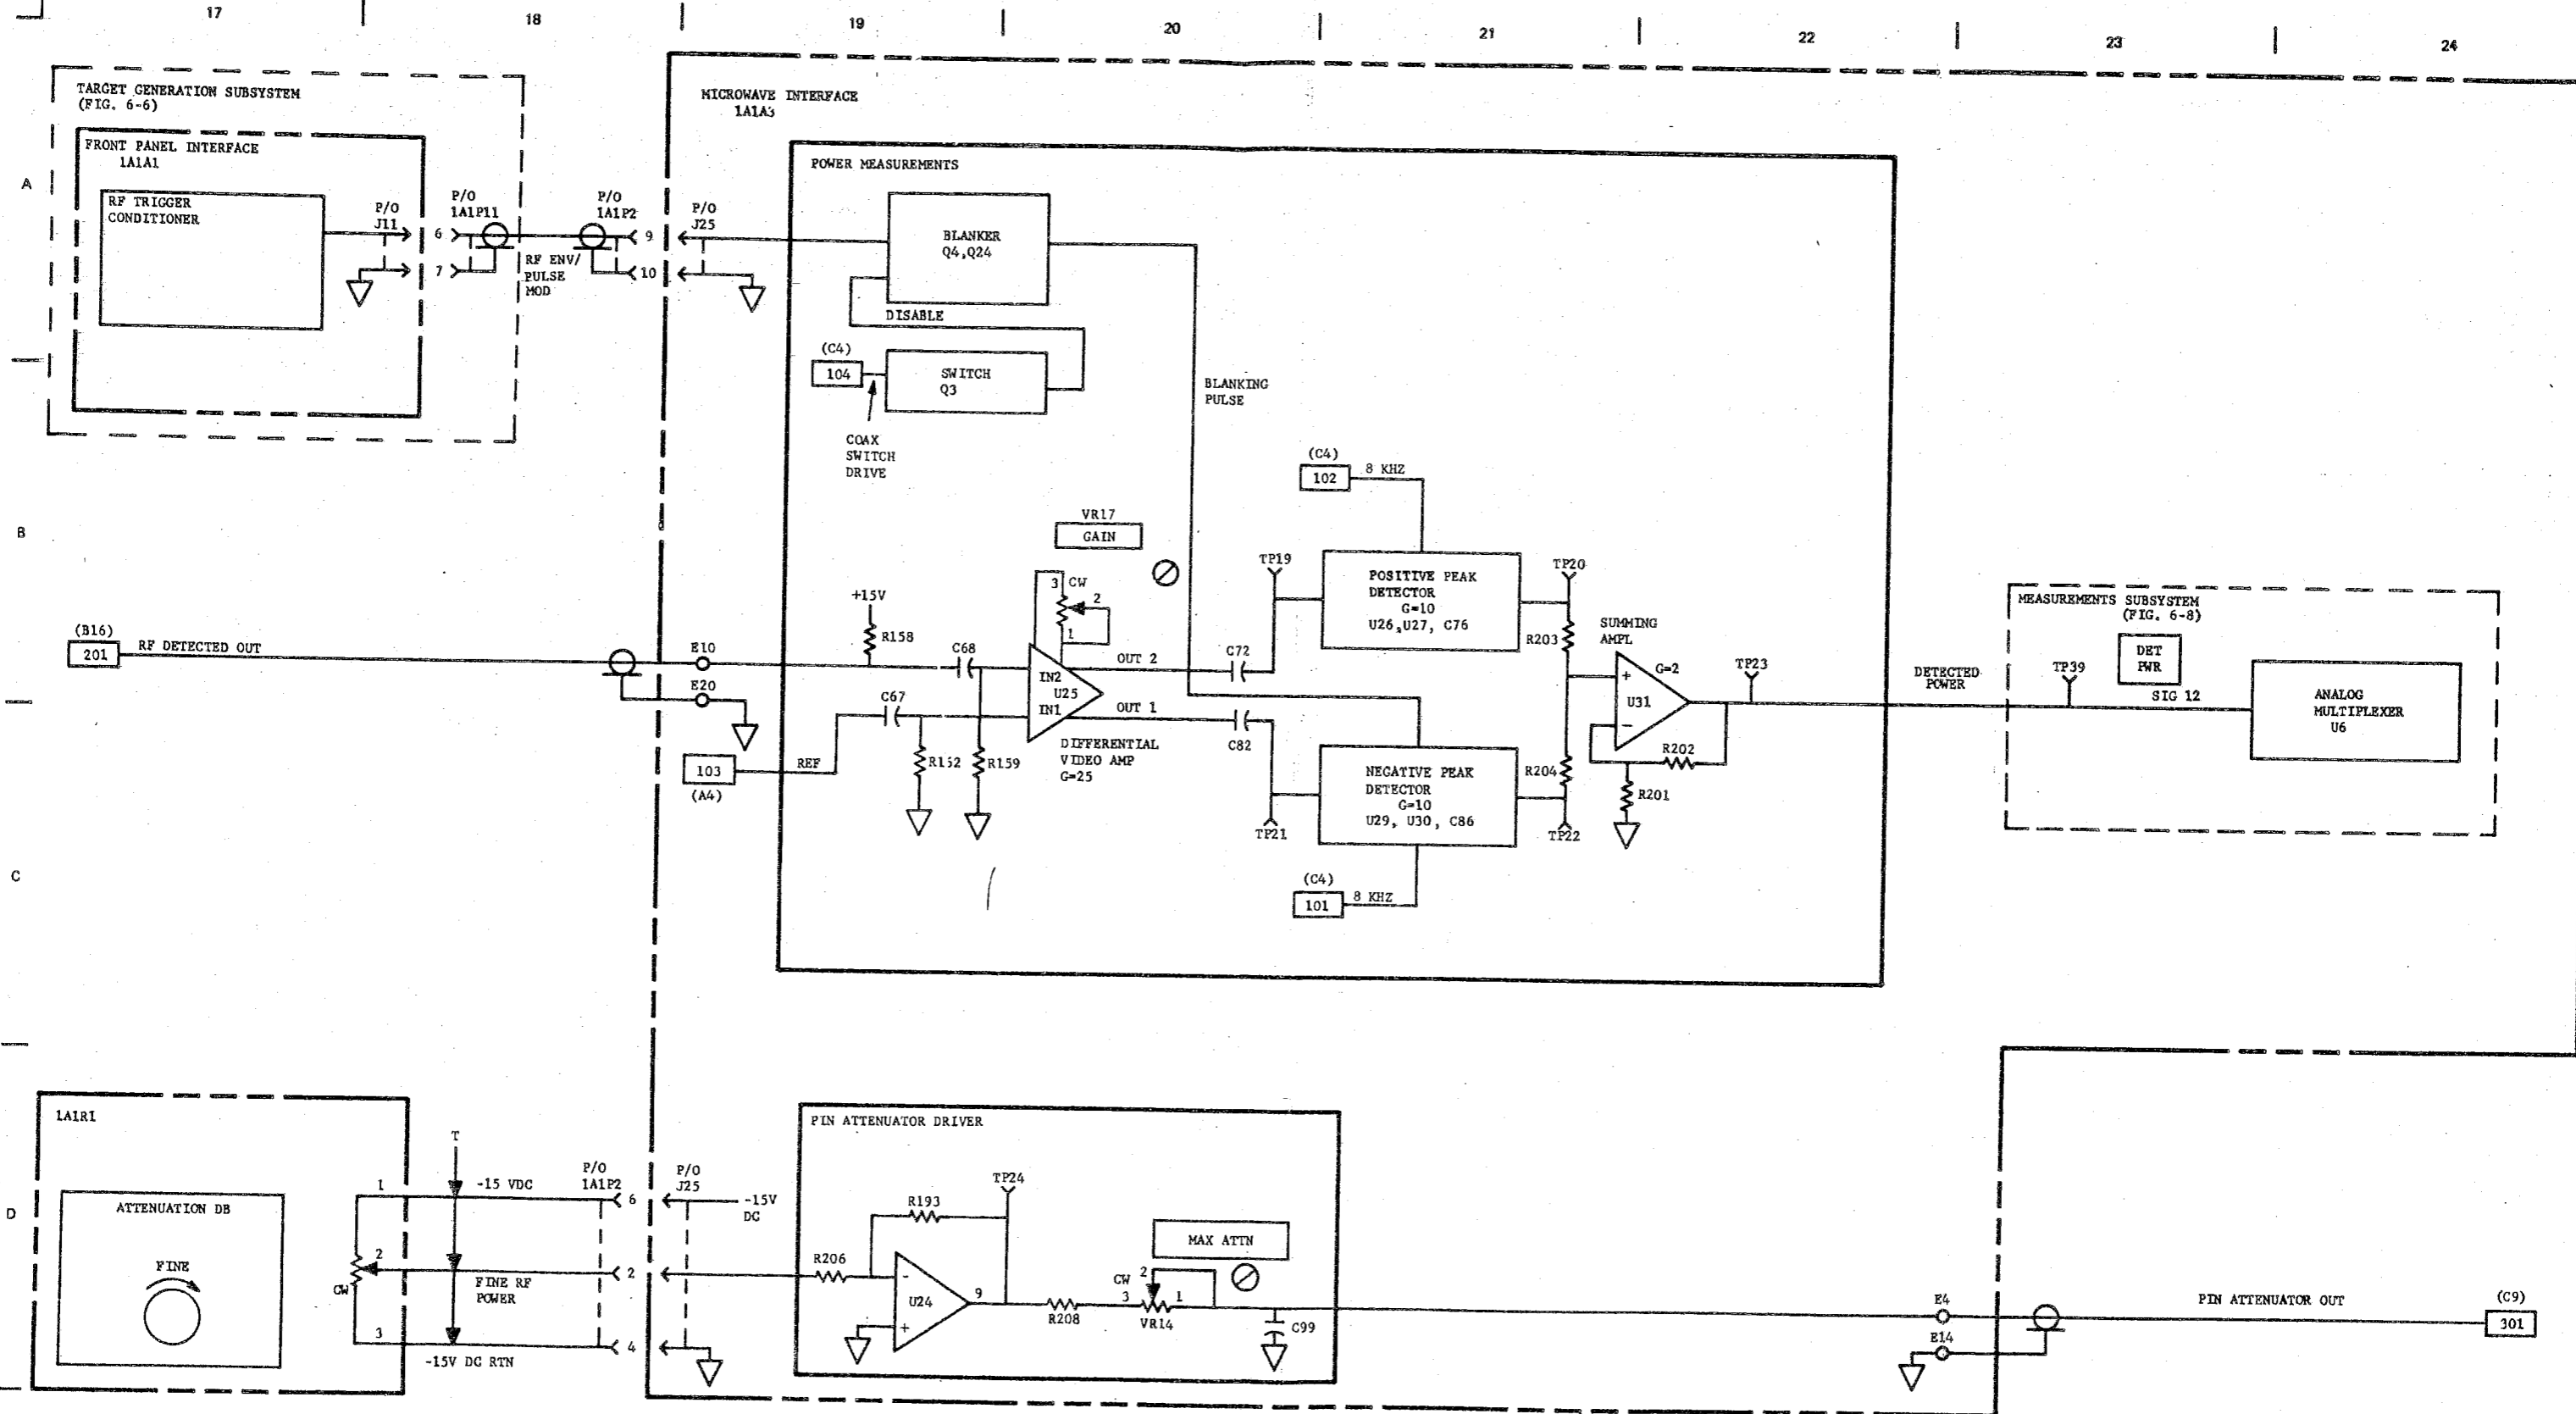 17
18
19
20
21
22
23
24
A
B
C
D
TARGET GENERATION SUBSYSTEM
(FIG. 6-6)
FRONT PANEL INTERFACE
1A1A1
RF TRIGGER
CONDITIONER
P/O
J11
P/O
1A1P11
6
7
RF ENV/
PULSE
MOD
P/O
1A1P2
9
10
P/O
J25
MICROWAVE INTERFACE
1A1A3
POWER MEASUREMENTS
BLANKER
Q4,Q24
DISABLE
(C4)
104
SWITCH
Q3
COAX
SWITCH
DRIVE
BLANKING
PULSE
(C4)
102
8 KHZ
VR17
GAIN
3
CW
2
1
+15V
R158
(B16)
201
RF DETECTED OUT
E10
E20
C68
C67
IN2
U25
IN1
OUT 2
OUT 1
C72
C82
103
(A4)
REF
R152
R159
DIFFERENTIAL
VIDEO AMP
G=25
TP19
POSITIVE PEAK
DETECTOR
G=10
U26,U27, C76
TP20
R203
SUMMING
AMPL
+
G=2
U31
-
TP23
R202
R204
R201
TP21
NEGATIVE PEAK
DETECTOR
G=10
U29, U30, C86
TP22
(C4)
101
8 KHZ
DETECTED
POWER
MEASUREMENTS SUBSYSTEM
(FIG. 6-8)
TP39
DET
PWR
SIG 12
ANALOG
MULTIPLEXER
U6
1A1R1
ATTENUATION DB
FINE
1
2
CW
3
T
-15 VDC
FINE RF
POWER
-15V DC RTN
P/O
1A1P2
6
2
4
P/O
J25
-15V
DC
PIN ATTENUATOR DRIVER
R206
R193
TP24
-
U24
+
9
R208
MAX ATTN
CW
2
3
1
VR14
C99
E4
E14
PIN ATTENUATOR OUT
(C9)
301